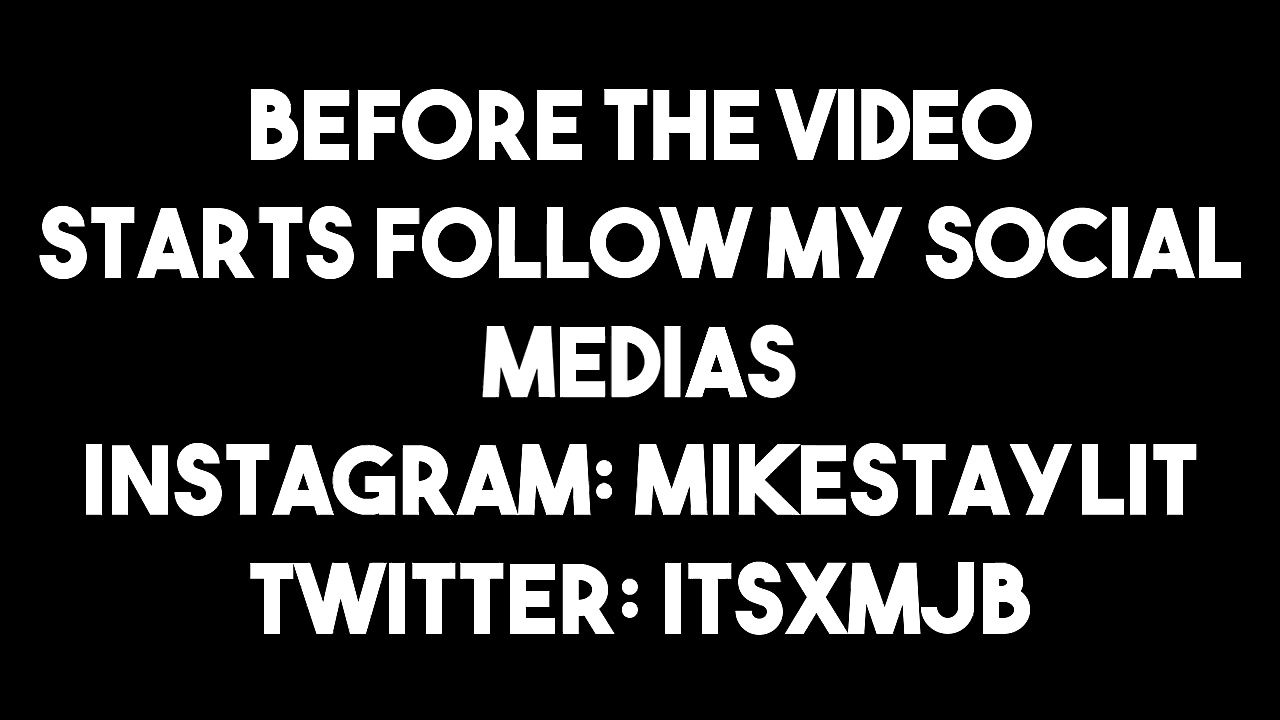 BEFORE THE VIDEO
STARTS FOLLOW MY SOCIAL
MEDIAS
INSTAGRAM: MIKESTAYLIT
TWITTER: ITSXMJB